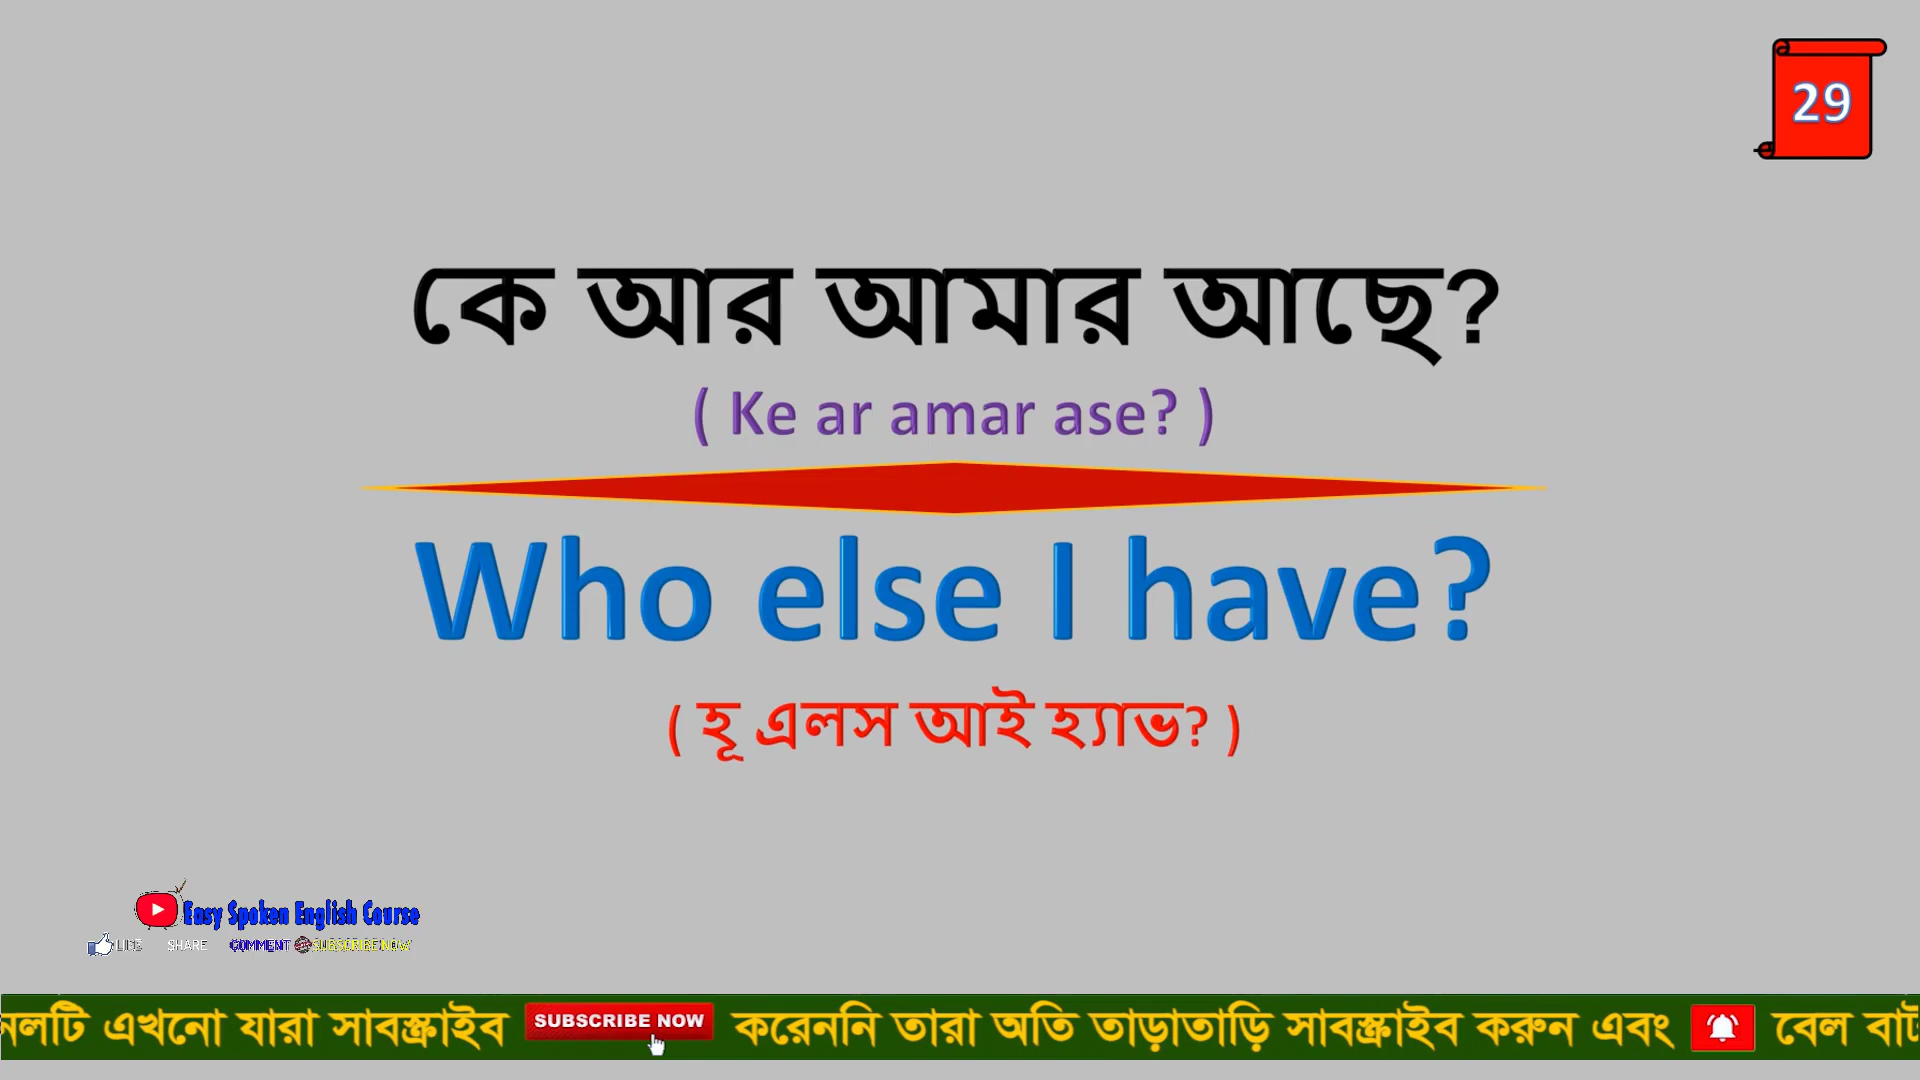 29
কে আর আমার আছে?
( Ke ar amar ase? )
Who else I have?
( হূ এলস আই হ্যাভ? )
Easy Spoken English Course
LIKE SHARE COMMENT SUBSCRIBE NOW
নলটি এখনো যারা সাবস্ক্রাইব SUBSCRIBE NOW করেননি তারা অতি তাড়াতাড়ি সাবস্ক্রাইব করুন এবং বেল